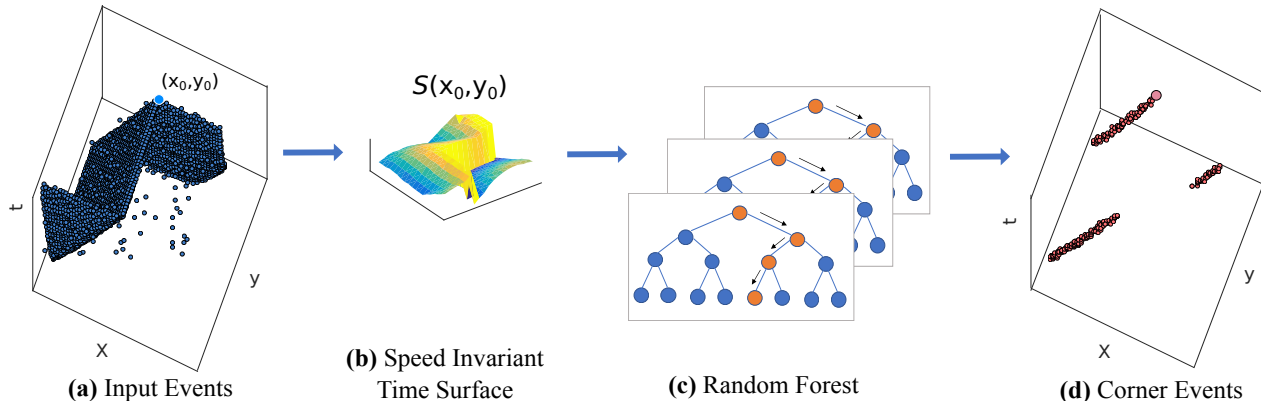 (x₀,y₀)
t
X
y
(a) Input Events
S(x₀,y₀)
(b) Speed Invariant
Time Surface
(c) Random Forest
t
X
y
(d) Corner Events